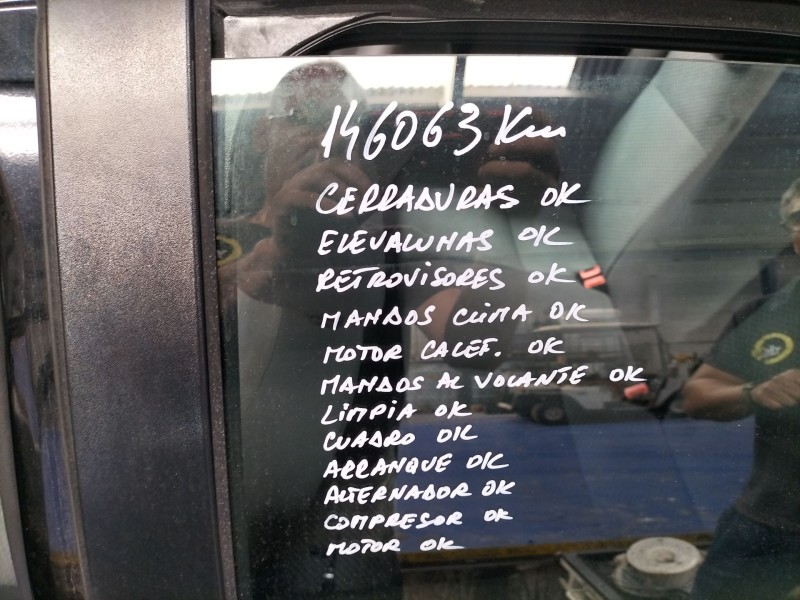 146063 Km
CERRADURAS OK
ELEVALUNAS OK
RETROVISORES OK
MANDOS CLIMA OK
MOTOR CALEF. OK
MANDOS AL VOLANTE OK
LIMPIA OK
CUADRO OK
ARRANQUE OK
ALTERNADOR OK
COMPRESOR OK
MOTOR OK